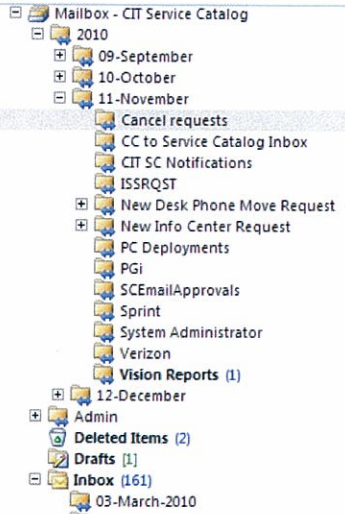 Mailbox - CIT Service Catalog
2010
09-September
10-October
11-November
Cancel requests
CC to Service Catalog Inbox
CIT SC Notifications
ISSRQST
New Desk Phone Move Request
New Info Center Request
PC Deployments
PGi
SCEmailApprovals
Sprint
System Administrator
Verizon
Vision Reports (1)
12-December
Admin
Deleted Items (2)
Drafts [1]
Inbox (161)
03-March-2010